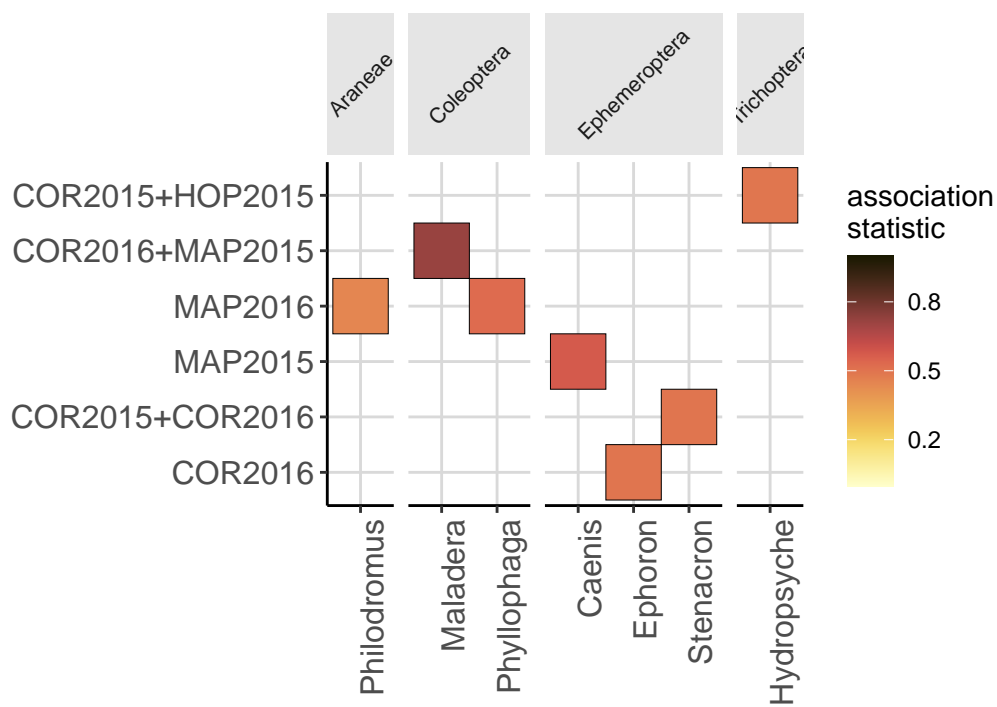 Araneae
Coleoptera
Ephemeroptera
richoptera
COR2015+HOP2015
COR2016+MAP2015
MAP2016
MAP2015
COR2015+COR2016
COR2016
Philodromus
Maladera
Phyllophaga
Caenis
Ephoron
Stenacron
Hydropsyche
association
statistic
0.8
0.5
0.2